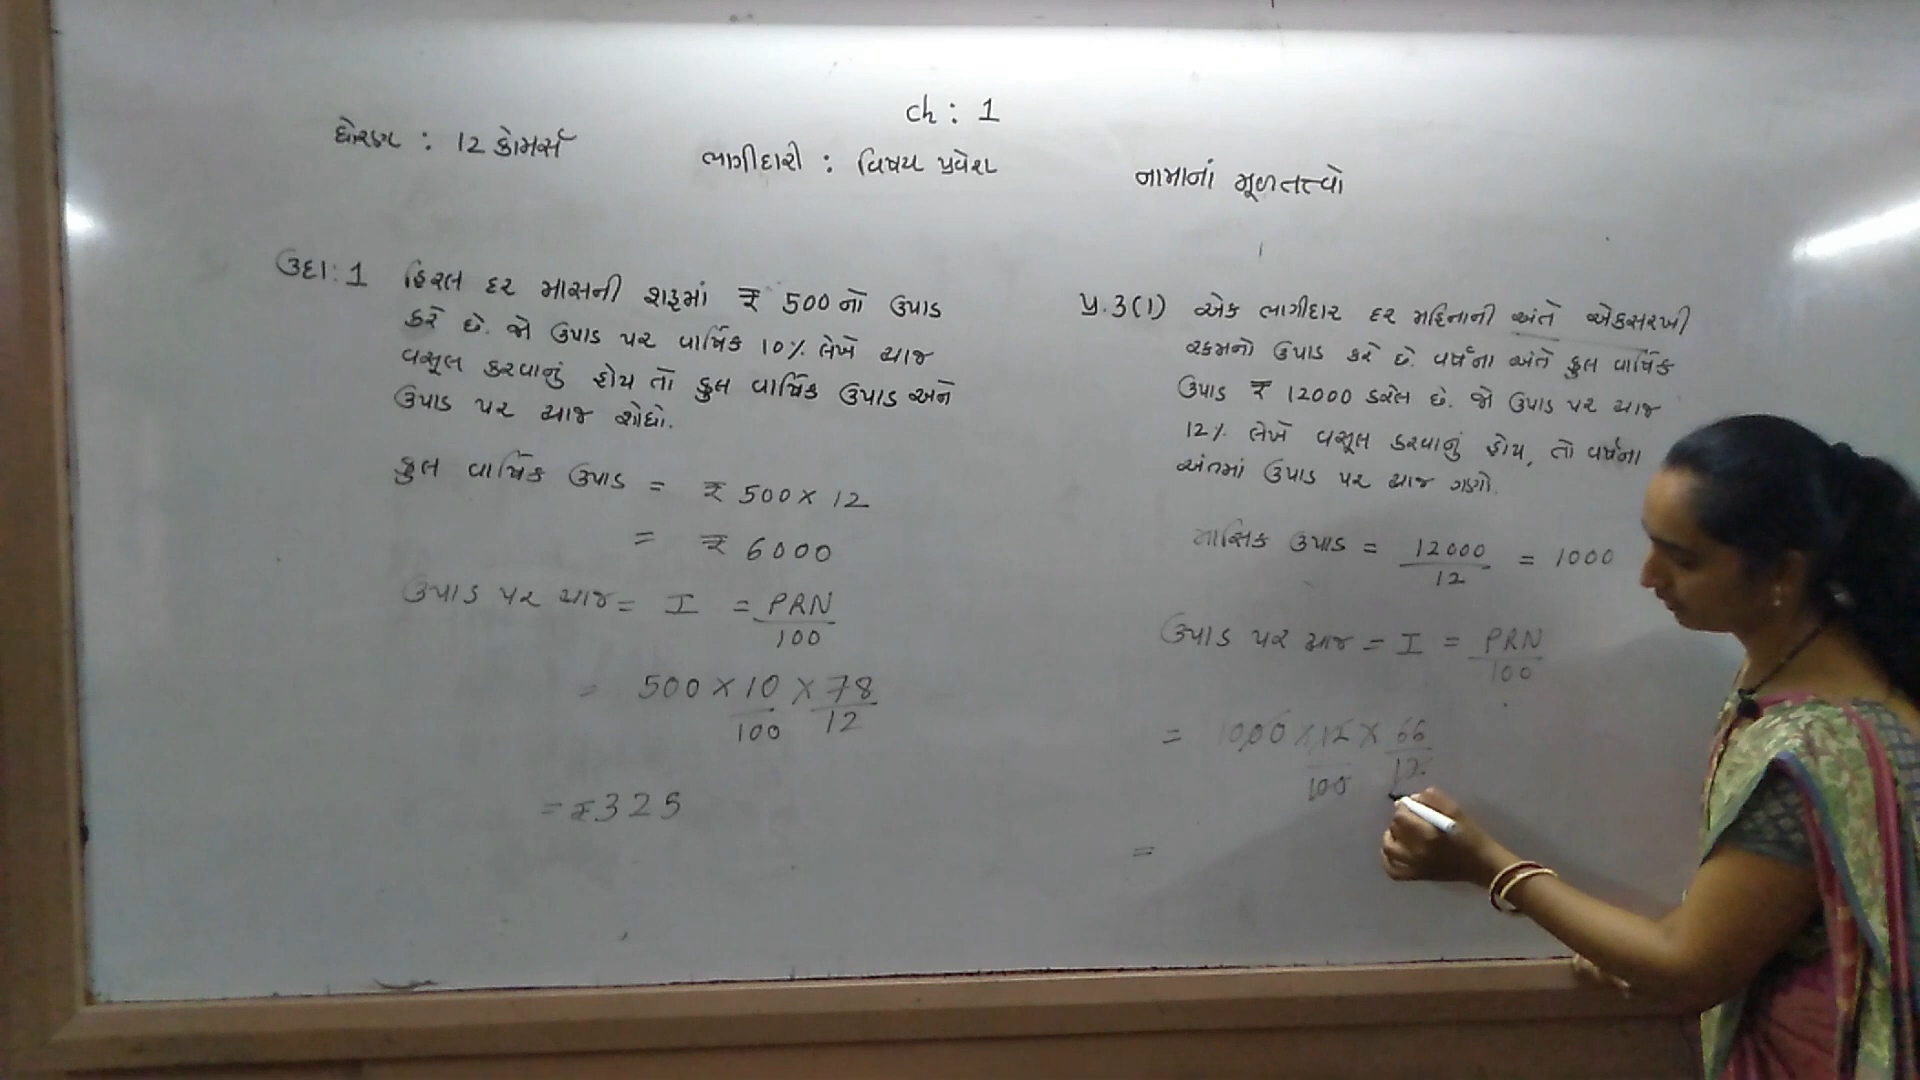 ch : 1
ધોરણ : 12 કોમર્સ
ભાગીદારી : વિષય પ્રવેશ
નામાનાં મૂળતત્ત્વો
ઉદા: 1 હિરલ દર માસની શરૂમાં ₹ 500 નો ઉપાડ
કરે છે. જો ઉપાડ પર વાર્ષિક 10% લેખે વ્યાજ
વસૂલ કરવાનું હોય તો કુલ વાર્ષિક ઉપાડ અને
ઉપાડ પર વ્યાજ શોધો.
કુલ વાર્ષિક ઉપાડ = ₹ 500 × 12
= ₹ 6000
ઉપાડ પર વ્યાજ = I = PRN
100
= 500 × 10 × 78
100 12
= ₹ 325
પ્ર. 3 (1) એક ભાગીદાર દર મહિનાની અંતે એકસરખી
રકમનો ઉપાડ કરે છે. વર્ષના અંતે કુલ વાર્ષિક
ઉપાડ ₹ 12000 કરેલ છે. જો ઉપાડ પર વ્યાજ
12% લેખે વસૂલ કરવાનું હોય, તો વર્ષના
અંતમાં ઉપાડ પર વ્યાજ ગણો.
માસિક ઉપાડ = 12000 = 1000
12
ઉપાડ પર વ્યાજ = I = PRN
100
= 1000 × 12 × 66
100 12
=